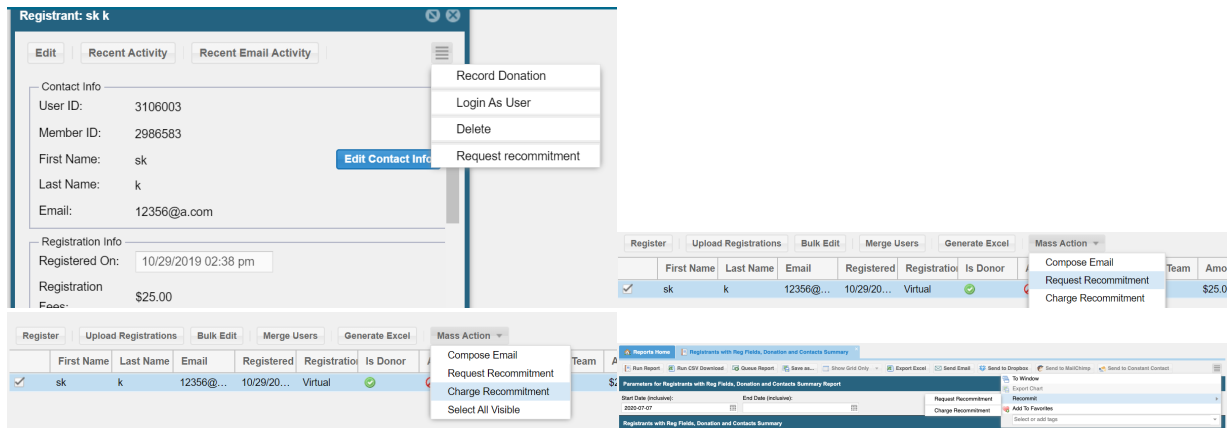 Registrant: sk k
Edit
Recent Activity
Recent Email Activity
Record Donation
Login As User
Delete
Request recommitment
Contact Info
User ID: 3106003
Member ID: 2986583
First Name: sk
Edit Contact Info
Last Name: k
Email: 12356@a.com
Registration Info
Registered On: 10/29/2019 02:38 pm
Registration
Fees: $25.00
Register Upload Registrations Bulk Edit Merge Users Generate Excel Mass Action
First Name Last Name Email Registered Registration Is Donor Team Amo
sk k 12356@... 10/29/20... Virtual $25.0
Compose Email
Request Recommitment
Charge Recommitment
Register Upload Registrations Bulk Edit Merge Users Generate Excel Mass Action
First Name Last Name Email Registered Registration Is Donor Team A
sk k 12356@... 10/29/20... Virtual $2
Compose Email
Request Recommitment
Charge Recommitment
Select All Visible
Reports Home Registrants with Reg Fields, Donation and Contacts Summary
Run Report Run CSV Download Queue Report Save as... Show Grid Only Export Excel Send Email Send to Dropbox Send to MailChimp Send to Constant Contact
Parameters for Registrants with Reg Fields, Donation and Contacts Summary Report
To Window
Export Chart
Start Date (inclusive): End Date (inclusive):
Request Recommitment Recommit
2020-07-07
Charge Recommitment Add To Favorites
Select or add tags
Registrants with Reg Fields, Donation and Contacts Summary